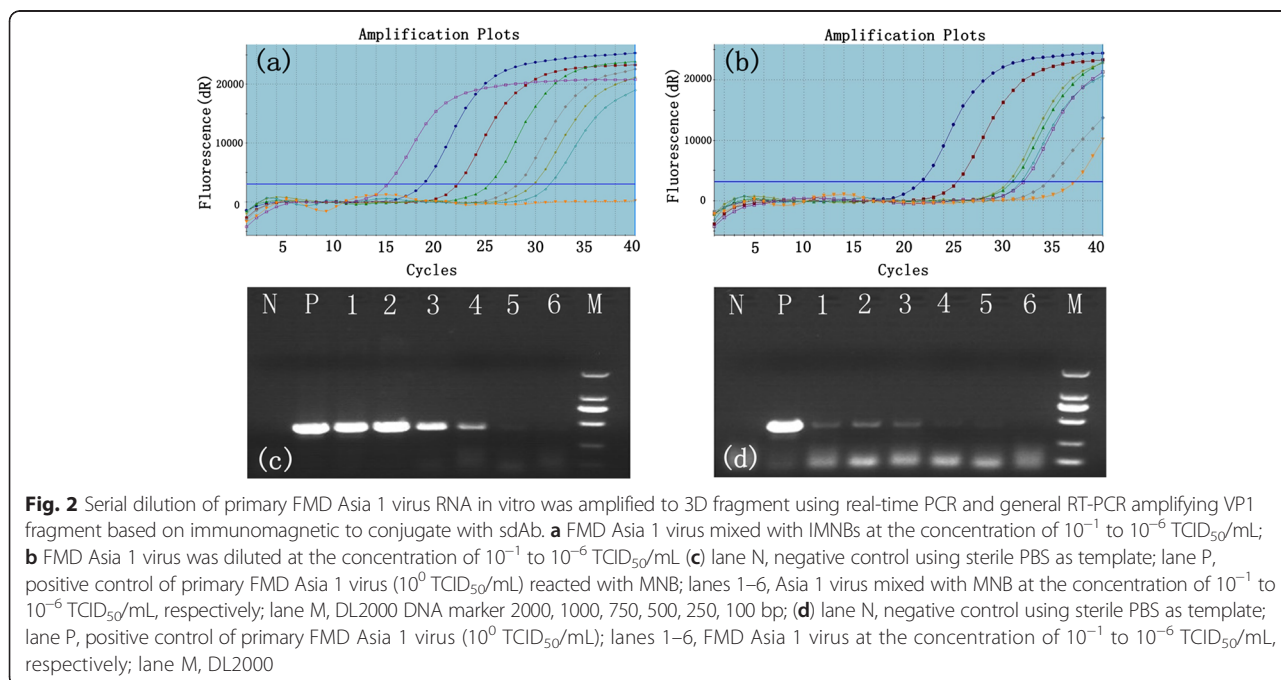 Amplification Plots
(a)
Fluorescence(dR)
20000
10000
0
5 10 15 20 25 30 35 40
Cycles
Amplification Plots
(b)
Fluorescence(dR)
20000
10000
0
5 10 15 20 25 30 35 40
Cycles
N P 1 2 3 4 5 6 M
(c)
N P 1 2 3 4 5 6 M
(d)
Fig. 2 Serial dilution of primary FMD Asia 1 virus RNA in vitro was amplified to 3D fragment using real-time PCR and general RT-PCR amplifying VP1
fragment based on immunomagnetic to conjugate with sdAb. a FMD Asia 1 virus mixed with IMNBs at the concentration of 10⁻¹ to 10⁻⁶ TCID₅₀/mL;
b FMD Asia 1 virus was diluted at the concentration of 10⁻¹ to 10⁻⁶ TCID₅₀/mL (c) lane N, negative control using sterile PBS as template; lane P,
positive control of primary FMD Asia 1 virus (10⁰ TCID₅₀/mL) reacted with MNB; lanes 1–6, Asia 1 virus mixed with MNB at the concentration of 10⁻¹ to
10⁻⁶ TCID₅₀/mL, respectively; lane M, DL2000 DNA marker 2000, 1000, 750, 500, 250, 100 bp; (d) lane N, negative control using sterile PBS as template;
lane P, positive control of primary FMD Asia 1 virus (10⁰ TCID₅₀/mL); lanes 1–6, FMD Asia 1 virus at the concentration of 10⁻¹ to 10⁻⁶ TCID₅₀/mL,
respectively; lane M, DL2000